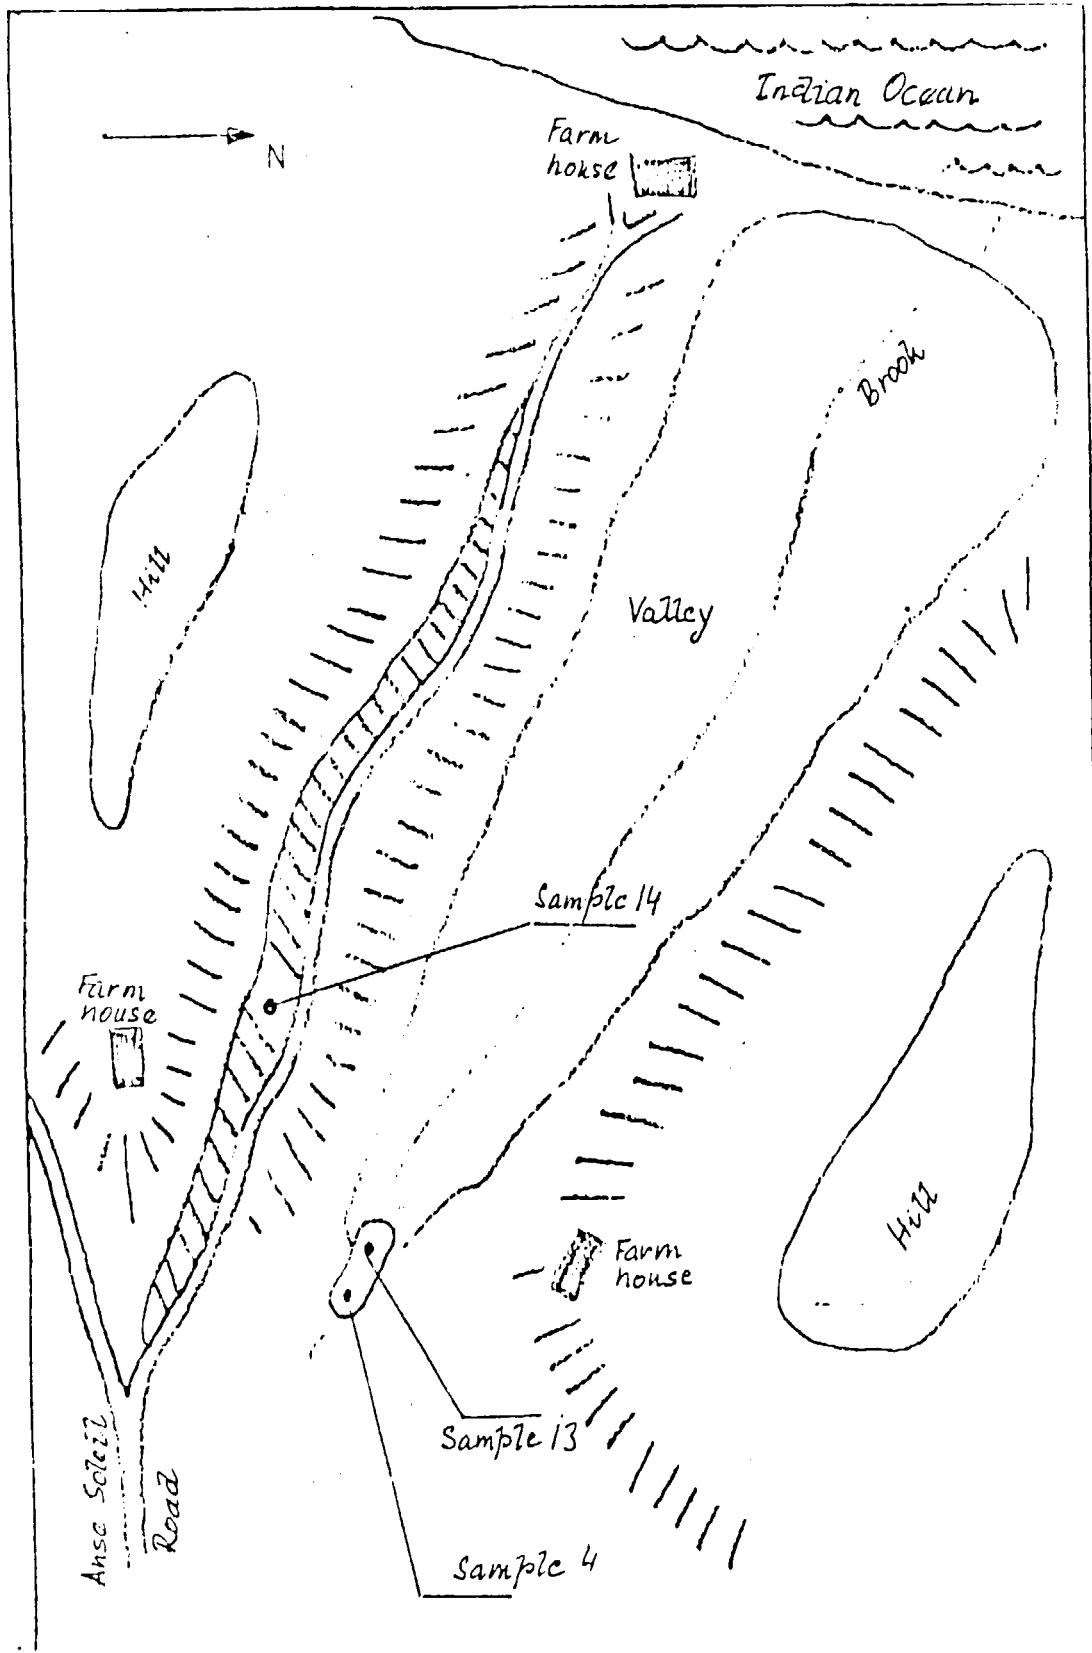 Indian Ocean
N
Farm
house
Brook
Hill
Valley
Sample 14
Farm
house
Hill
Farm
house
Sample 13
Anse Soleil
Road
Sample 4